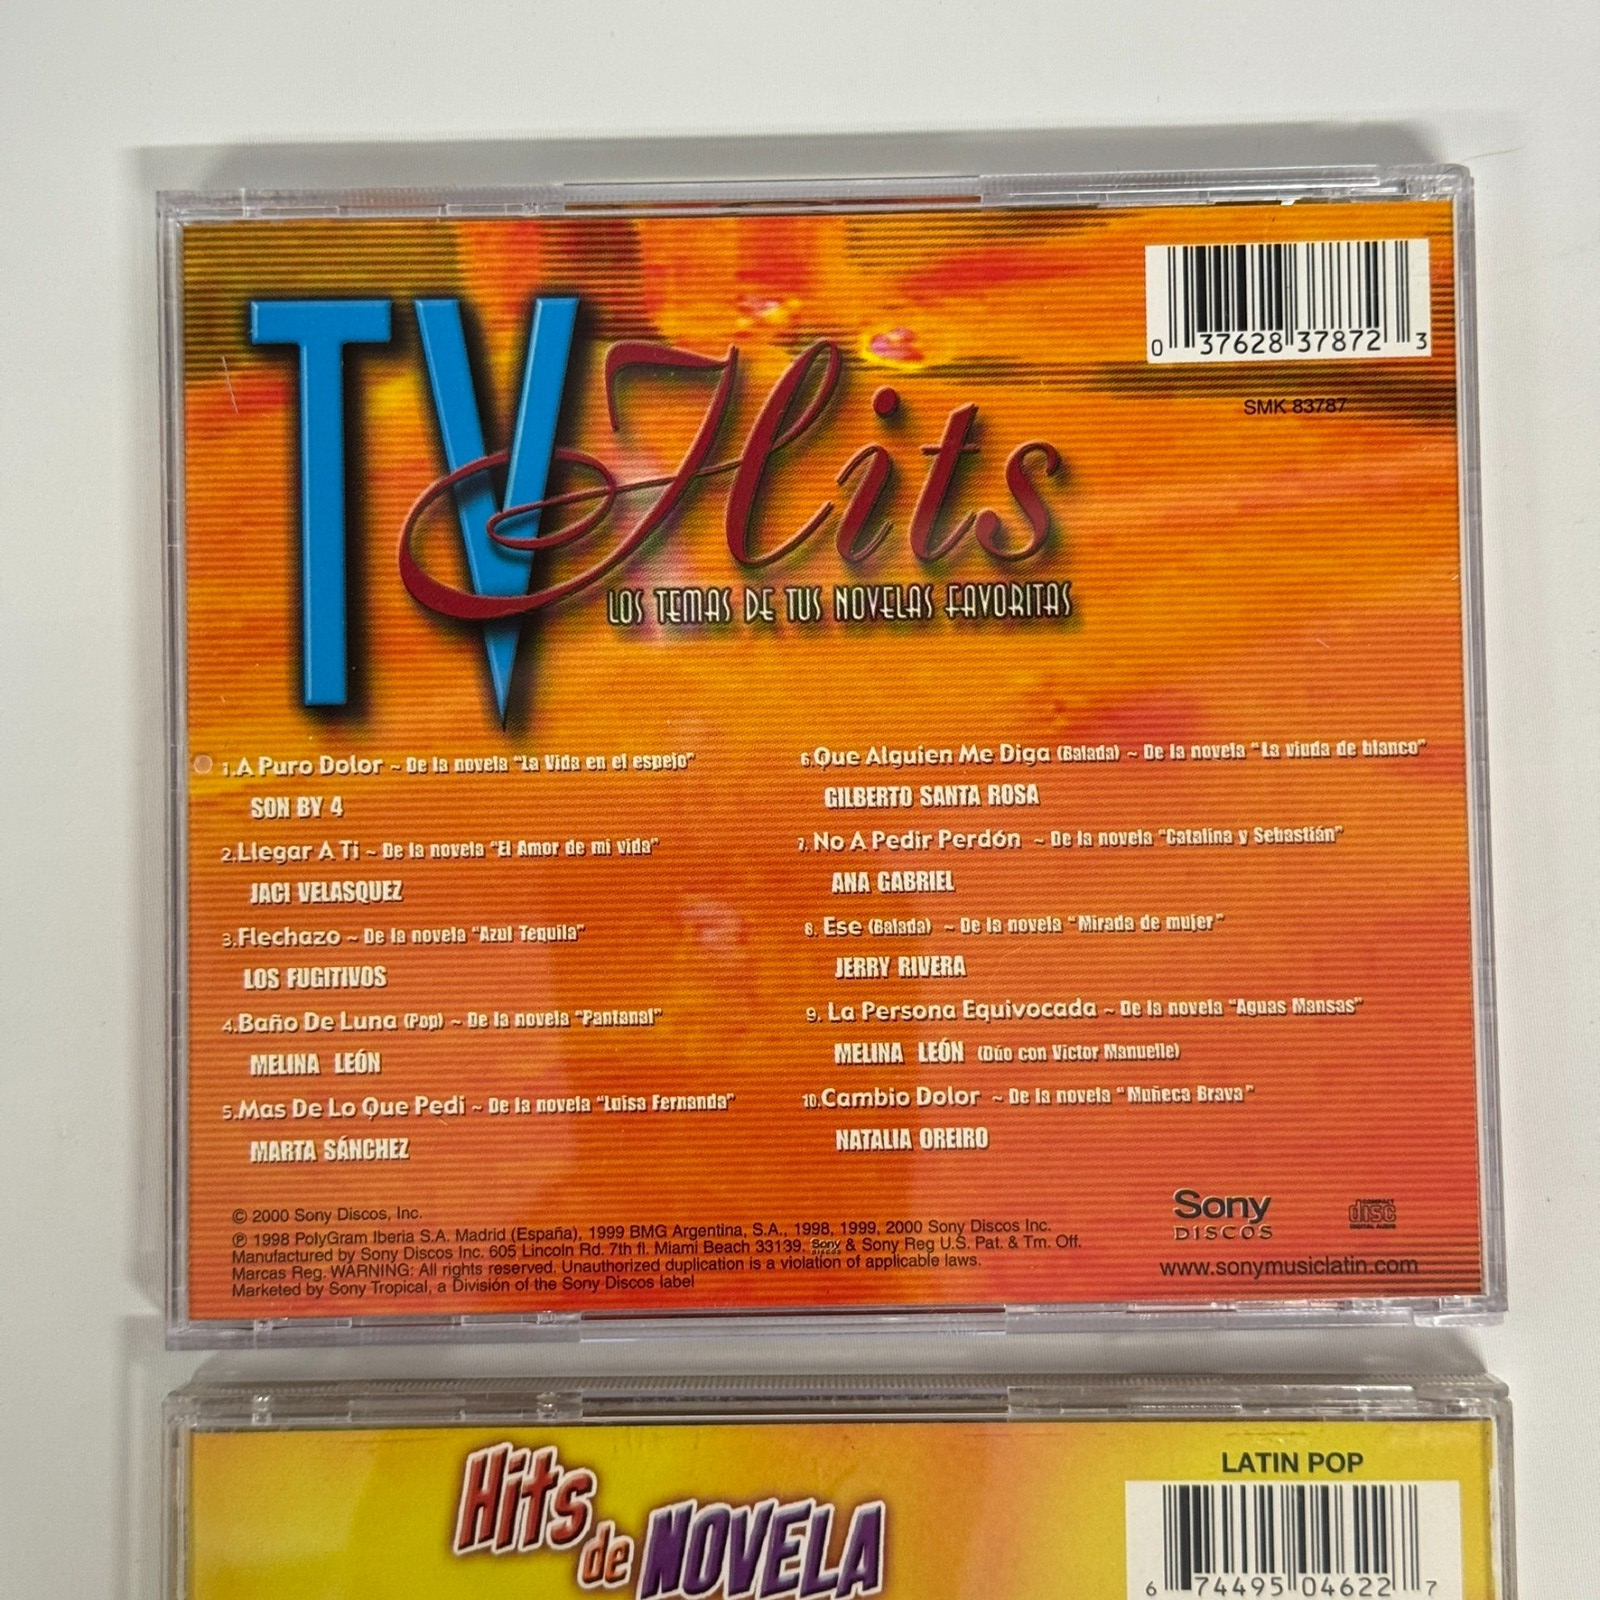 0 37628 37872 3
SMK 83787
TV Hits
LOS TEMAS DE TUS NOVELAS FAVORITAS
1.A Puro Dolor ~ De la novela "La Vida en el espejo"
SON BY 4
2.Llegar A Ti ~ De la novela "El Amor de mi vida"
JACI VELASQUEZ
3.Flechazo ~ De la novela "Azul Tequila"
LOS FUGITIVOS
4.Baño De Luna (Pop) ~ De la novela "Pantanal"
MELINA LEÓN
5.Mas De Lo Que Pedi ~ De la novela "Luisa Fernanda"
MARTA SÁNCHEZ
6.Que Alguien Me Diga (Balada) ~ De la novela "La viuda de blanco"
GILBERTO SANTA ROSA
7. No A Pedir Perdón ~ De la novela "Catalina y Sebastián"
ANA GABRIEL
8. Ese (Balada) ~ De la novela "Mirada de mujer"
JERRY RIVERA
9. La Persona Equivocada ~ De la novela "Aguas Mansas"
MELINA LEÓN (Dúo con Victor Manuelle)
10.Cambio Dolor ~ De la novela "Muñeca Brava"
NATALIA OREIRO
© 2000 Sony Discos, Inc.
℗ 1998 PolyGram Iberia S.A. Madrid (España), 1999 BMG Argentina, S.A., 1998, 1999, 2000 Sony Discos Inc.
Manufactured by Sony Discos Inc. 605 Lincoln Rd. 7th fl. Miami Beach 33139. Sony DISCOS & Sony Reg U.S. Pat. & Tm. Off.
Marcas Reg. WARNING: All rights reserved. Unauthorized duplication is a violation of applicable laws.
Marketed by Sony Tropical, a División of the Sony Discos label
Sony
DISCOS
COMPACT
disc
DIGITAL AUDIO
www.sonymusiclatin.com
Hits de NOVELA
LATIN POP
6 74495 04622 7